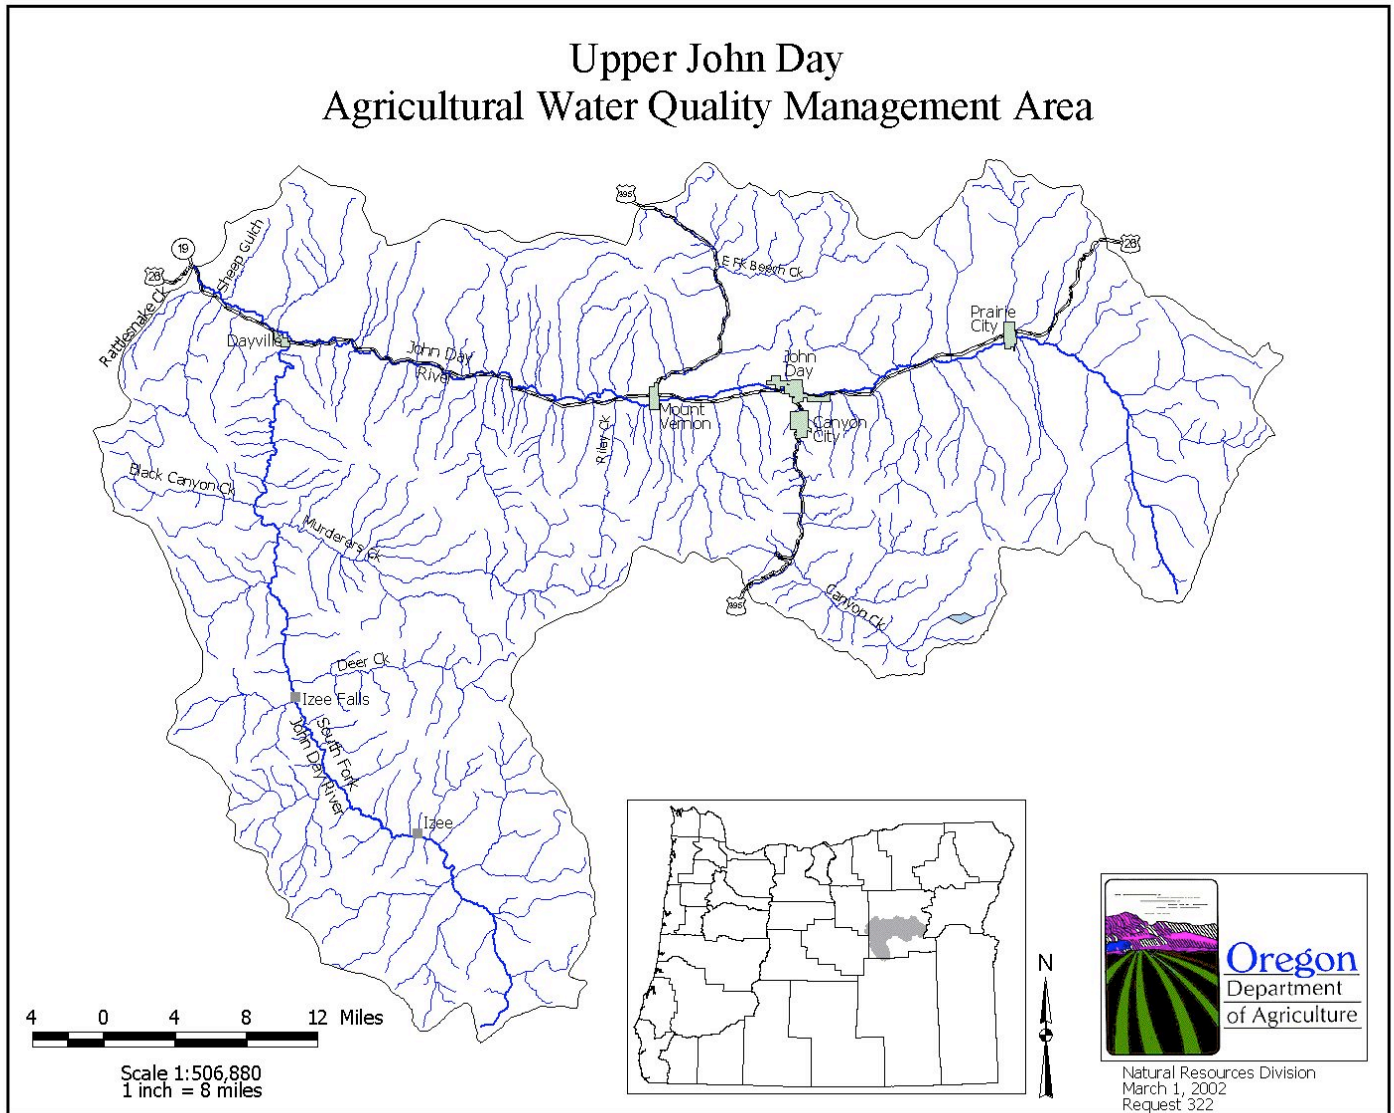 Upper John Day
Agricultural Water Quality Management Area
395
19
Sheep Gulch
26
26
E Fk Beech Ck
Rattlesnake Ck
Prairie
City
Dayville
John Day
River
John
Day
Mount
Vernon
Canyon
City
Riley Ck
Black Canyon Ck
Murderers Ck
395
Canyon Ck
Deer Ck
Izee Falls
South Fork
John Day River
Izee
4 0 4 8 12 Miles
Scale 1:506,880
1 inch = 8 miles
N
Oregon
Department
of Agriculture
Natural Resources Division
March 1, 2002
Request 322